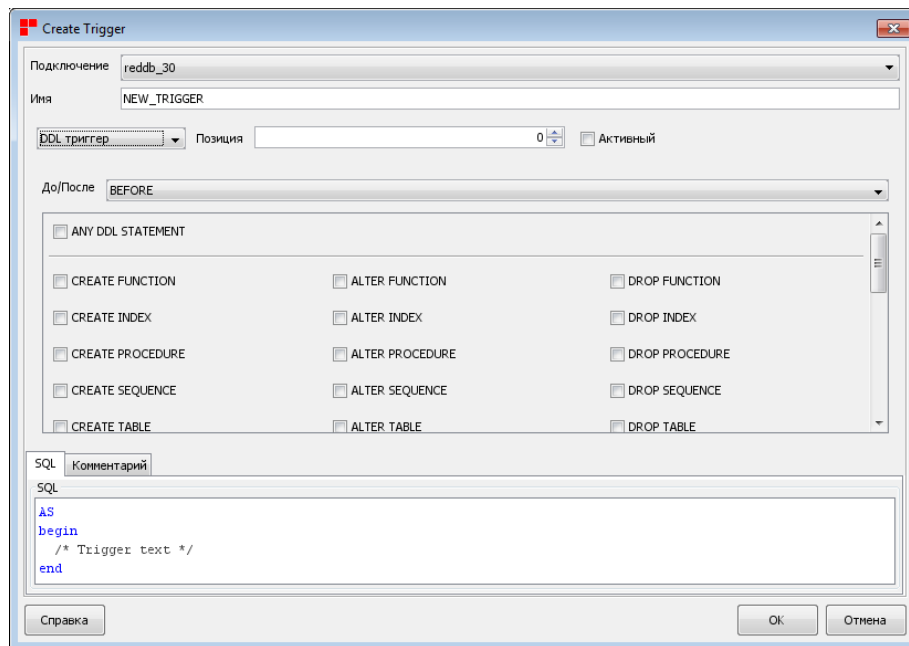 Create Trigger
Подключение reddb_30
Имя NEW_TRIGGER
DDL триггер Позиция 0 Активный
До/После BEFORE
ANY DDL STATEMENT
CREATE FUNCTION ALTER FUNCTION DROP FUNCTION
CREATE INDEX ALTER INDEX DROP INDEX
CREATE PROCEDURE ALTER PROCEDURE DROP PROCEDURE
CREATE SEQUENCE ALTER SEQUENCE DROP SEQUENCE
CREATE TABLE ALTER TABLE DROP TABLE
SQL Комментарий
SQL
AS
begin
/* Trigger text */
end
Справка OK Отмена